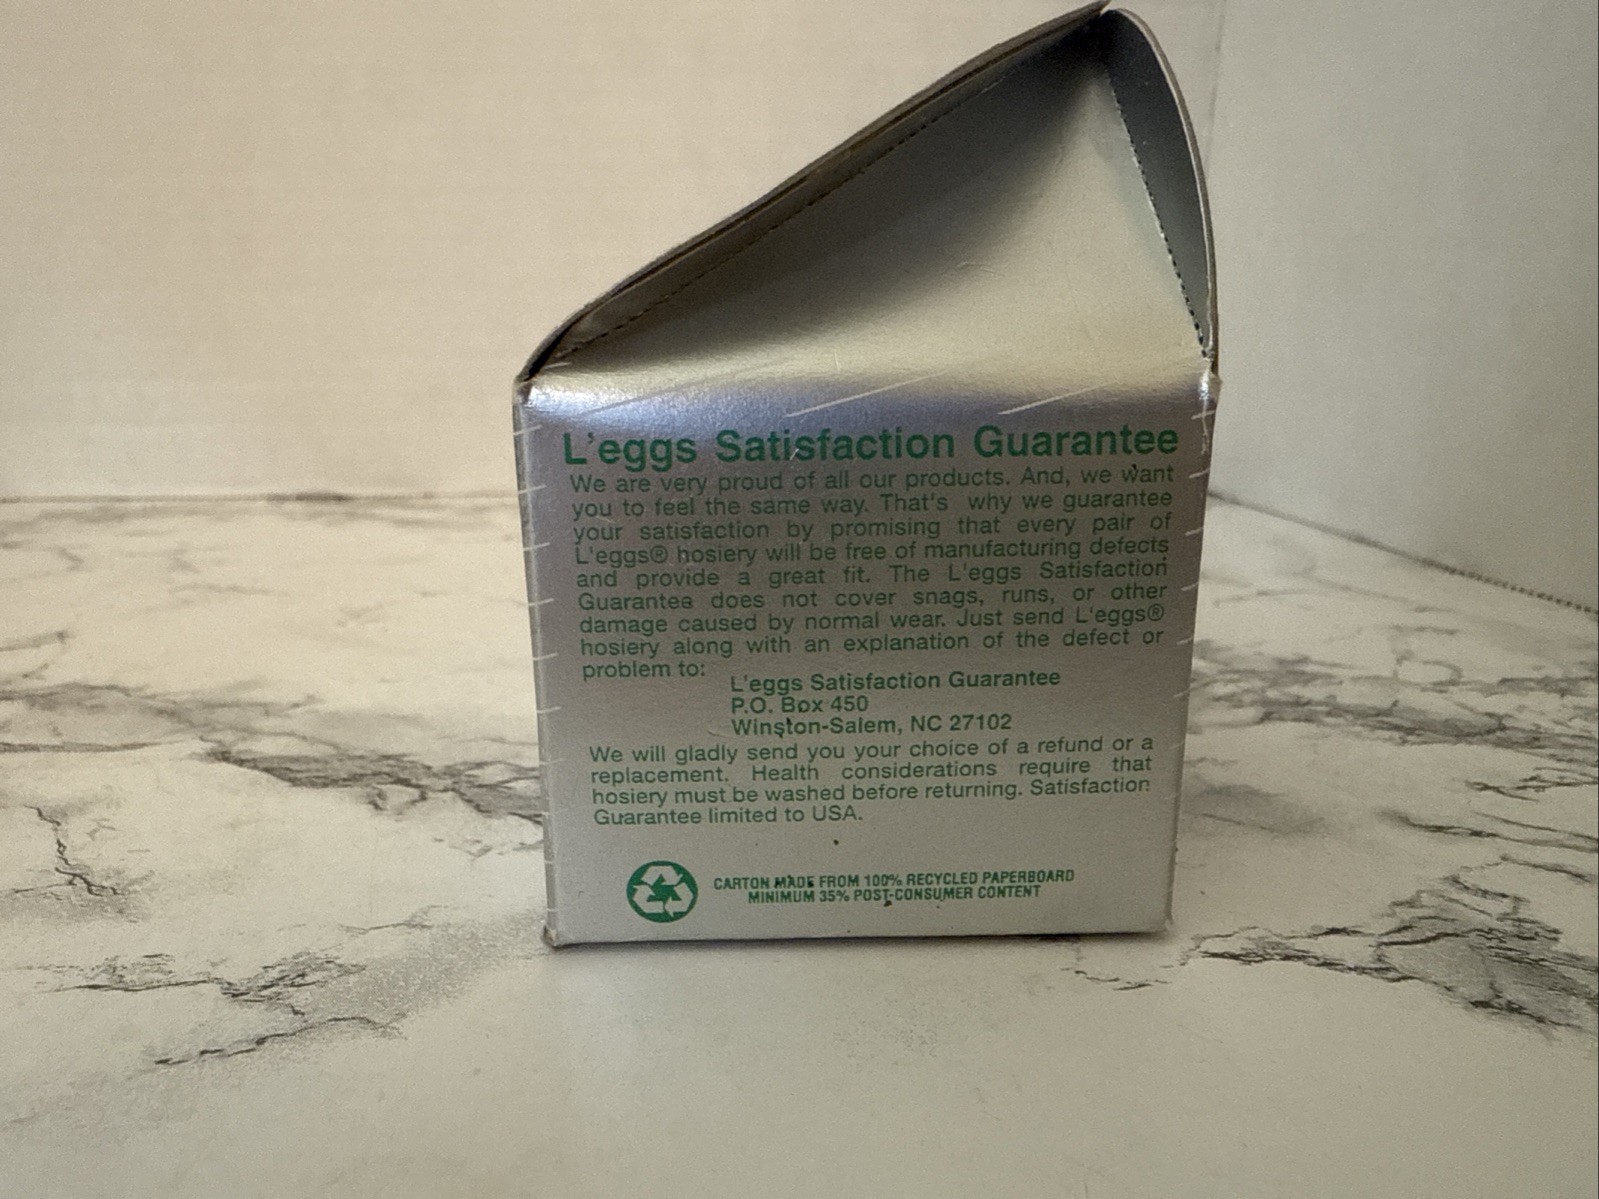 L'eggs Satisfaction Guarantee
We are very proud of all our products. And, we want
you to feel the same way. That's why we guarantee
your satisfaction by promising that every pair of
L'eggs® hosiery will be free of manufacturing defects
and provide a great fit. The L'eggs Satisfaction
Guarantee does not cover snags, runs, or other
damage caused by normal wear. Just send L'eggs®
hosiery along with an explanation of the defect or
problem to:
L'eggs Satisfaction Guarantee
P.O. Box 450
Winston-Salem, NC 27102
We will gladly send you your choice of a refund or a
replacement. Health considerations require that
hosiery must be washed before returning. Satisfaction
Guarantee limited to USA.
CARTON MADE FROM 100% RECYCLED PAPERBOARD
MINIMUM 35% POST-CONSUMER CONTENT